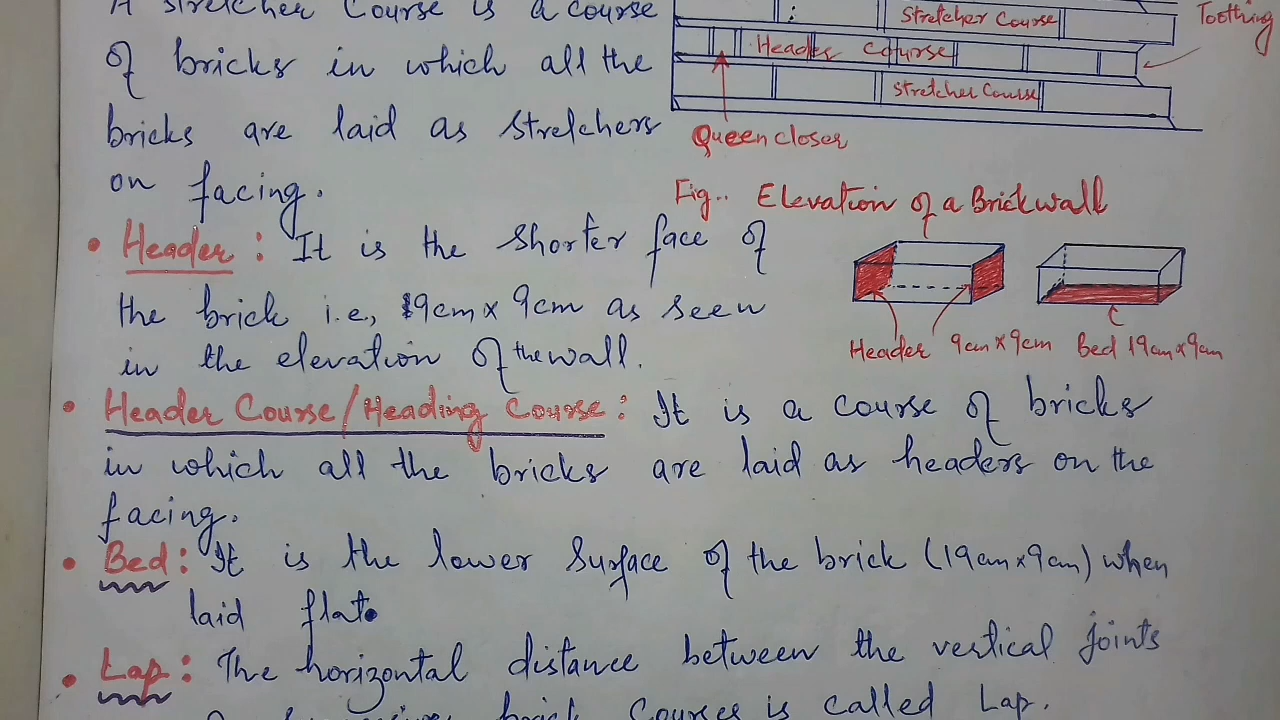 A stretcher Course is a course
of bricks in which all the
bricks are laid as stretchers
on facing.
Stretcher Course
Toothing
Header Course
Stretcher Course
Queen closer
Fig.. Elevation of a Brick wall
• Header: It is the shorter face of
the brick i.e, 9cm x 9cm as seen
in the elevation of the wall.
Header 9cm x 9cm
Bed 19cm x 9cm
• Header Course/Heading Course: It is a course of bricks
in which all the bricks are laid as headers on the
facing.
• Bed: It is the lower surface of the brick (19cm x 9cm) when
laid flat.
• Lap: The horizontal distance between the vertical joints
brick courses is called Lap.